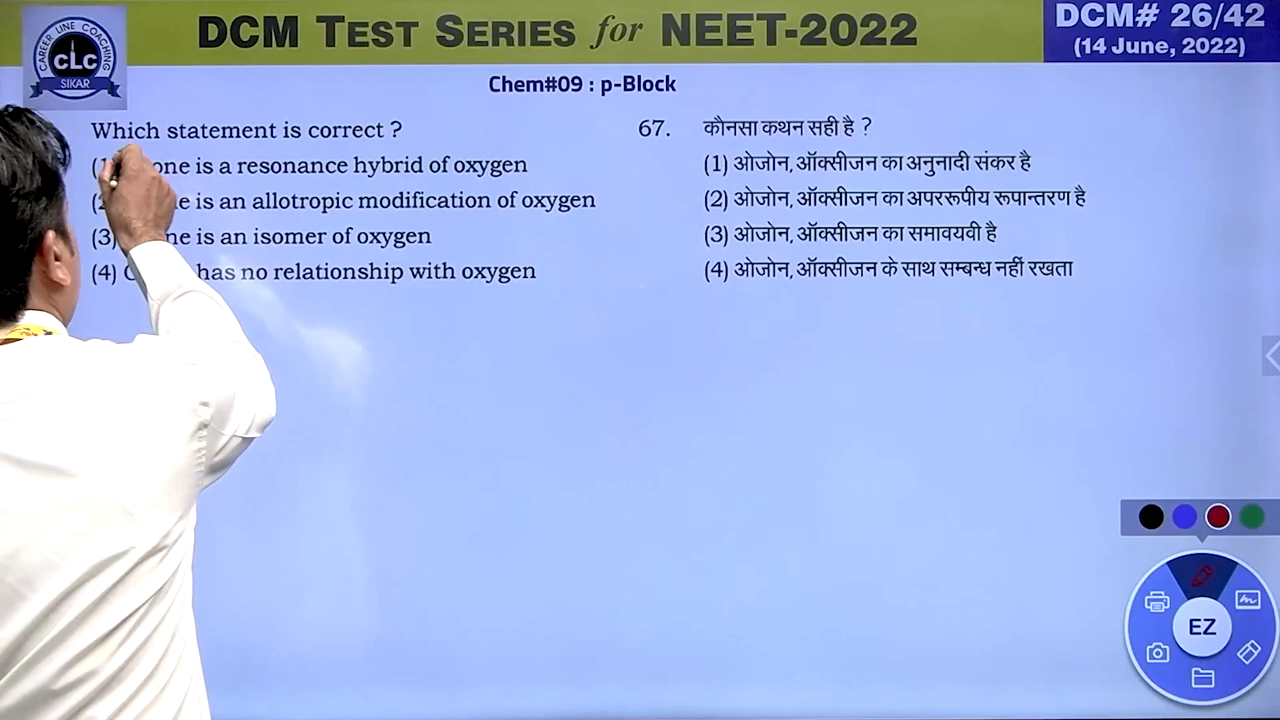 DCM TEST SERIES for NEET-2022
DCM# 26/42
(14 June, 2022)
CAREER LINE COACHING
CLC
SIKAR
Chem#09 : p-Block
Which statement is correct ?
one is a resonance hybrid of oxygen
is an allotropic modification of oxygen
(3) is an isomer of oxygen
(4) has no relationship with oxygen
67. कौनसा कथन सही है ?
(1) ओजोन, ऑक्सीजन का अनुनादी संकर है
(2) ओजोन, ऑक्सीजन का अपररूपीय रूपान्तरण है
(3) ओजोन, ऑक्सीजन का समावयवी है
(4) ओजोन, ऑक्सीजन के साथ सम्बन्ध नहीं रखता
EZ